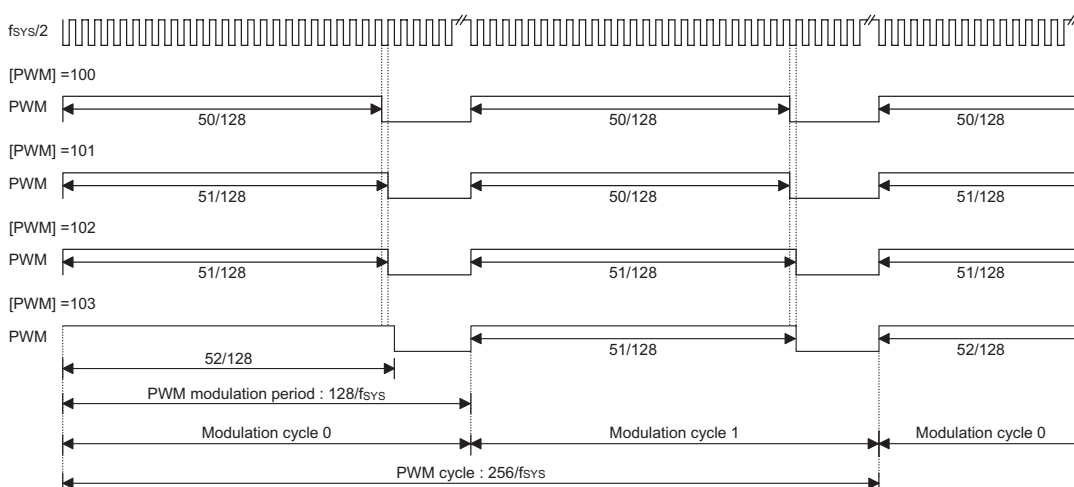 fSYS/2
[PWM] =100
PWM
50/128 50/128 50/128
[PWM] =101
PWM
51/128 50/128 51/128
[PWM] =102
PWM
51/128 51/128 51/128
[PWM] =103
PWM
52/128 51/128 52/128
PWM modulation period : 128/fSYS
Modulation cycle 0 Modulation cycle 1 Modulation cycle 0
PWM cycle : 256/fSYS